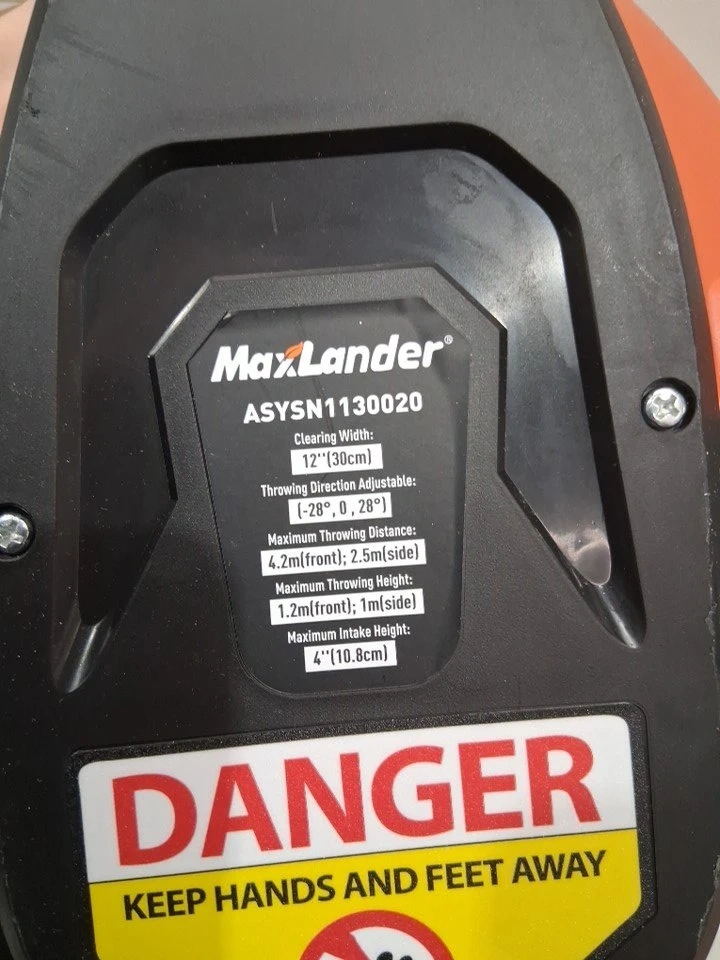 MaxLander®
ASYSN1130020
Clearing Width:
12''(30cm)
Throwing Direction Adjustable:
(-28°, 0 , 28°)
Maximum Throwing Distance:
4.2m(front); 2.5m(side)
Maximum Throwing Height:
1.2m(front); 1m(side)
Maximum Intake Height:
4''(10.8cm)
DANGER
KEEP HANDS AND FEET AWAY